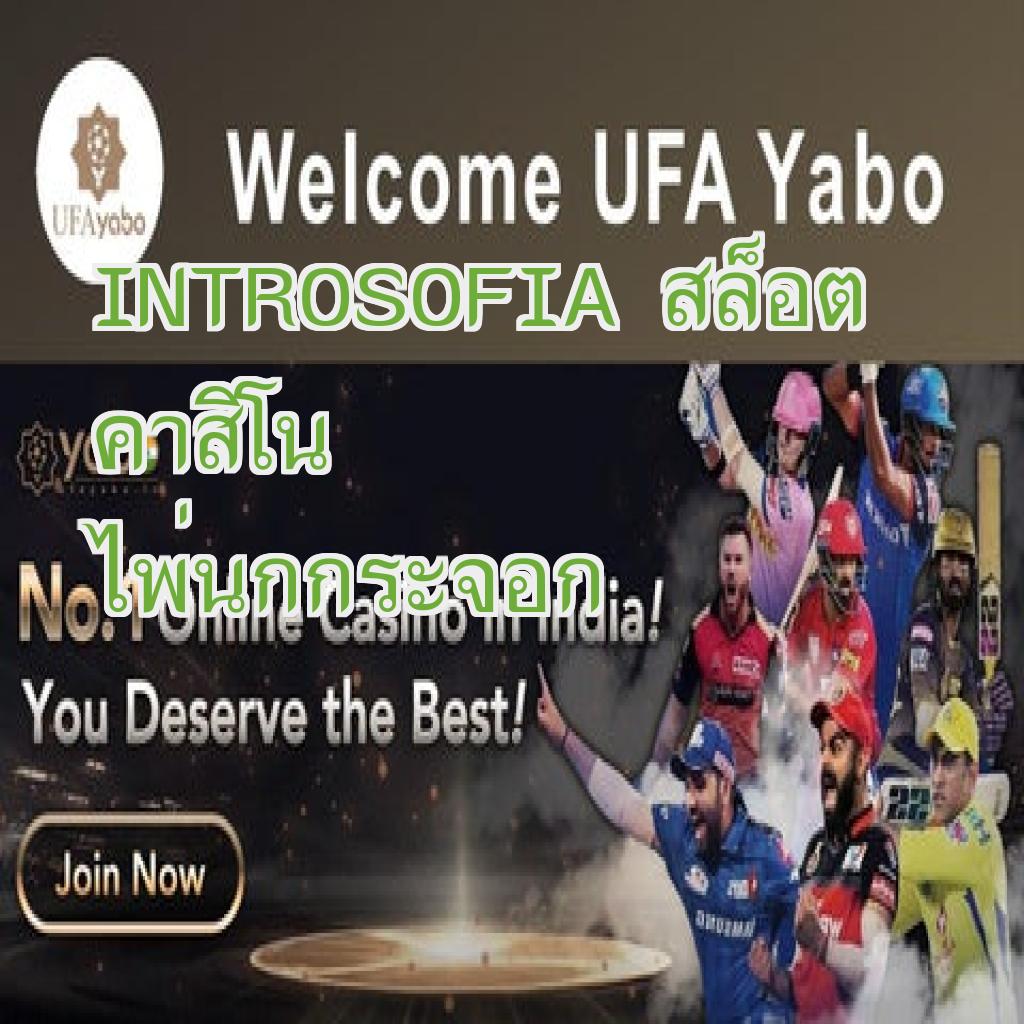 Welcome UFA Yabo
UFAyabo
INTROSOFIA สล็อต
คาสิโน
ไพ่นกกระจอก
No.1 Online Casino in India!
You Deserve the Best!
Join Now
22